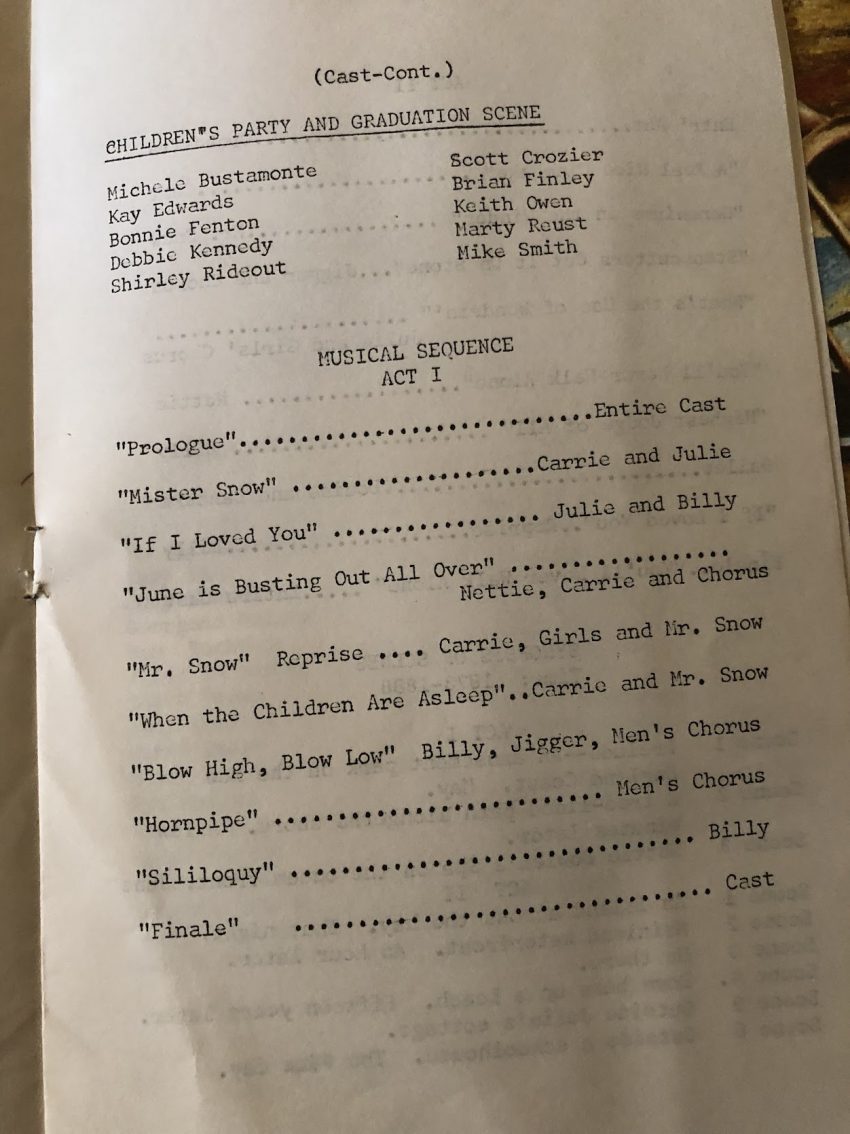 (Cast-Cont.)
CHILDREN"S PARTY AND GRADUATION SCENE
Michele Bustamonte
Kay Edwards
Bonnie Fenton
Debbie Kennedy
Shirley Rideout
Scott Crozier
Brian Finley
Keith Owen
Marty Reust
Mike Smith
MUSICAL SEQUENCE
ACT I
"Prologue".............................Entire Cast
"Mister Snow" ....................Carrie and Julie
"If I Loved You" ................. Julie and Billy
"June is Busting Out All Over" ..................
Nettie, Carrie and Chorus
"Mr. Snow" Reprise .... Carrie, Girls and Mr. Snow
"When the Children Are Asleep"..Carrie and Mr. Snow
"Blow High, Blow Low" Billy, Jigger, Men's Chorus
"Hornpipe" ........................... Men's Chorus
"Sililoquy" ................................. Billy
"Finale" .................................. Cast